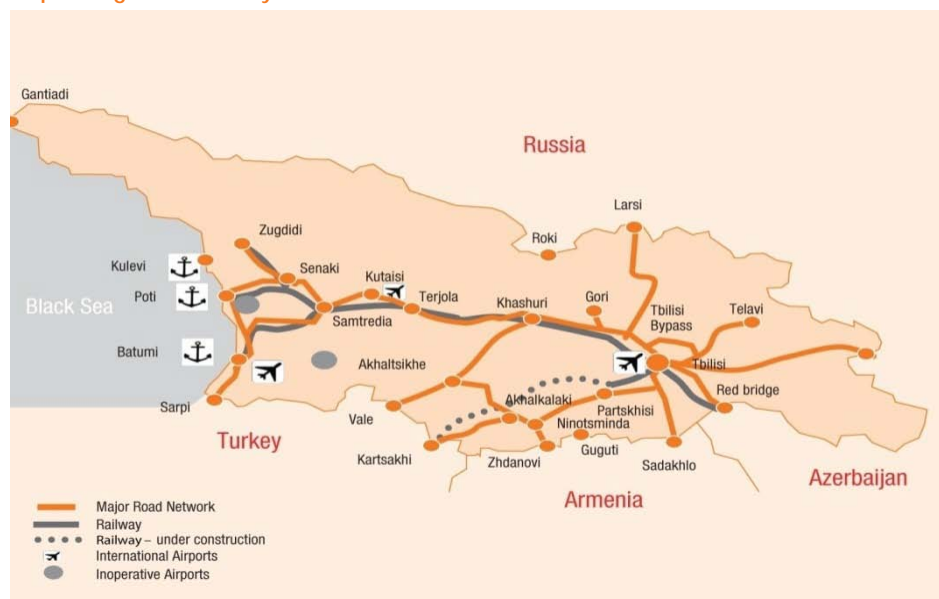 Gantiadi
Russia
Larsi
Zugdidi
Roki
Kulevi
Senaki
Kutaisi
Poti
Black Sea
Terjola
Khashuri
Gori
Tbilisi
Bypass
Telavi
Samtredia
Batumi
Akhaltsikhe
Tbilisi
Red bridge
Sarpi
Vale
Akhalkalaki
Partskhisi
Ninotsminda
Turkey
Kartsakhi
Zhdanovi
Guguti
Sadakhlo
Azerbaijan
Armenia
Major Road Network
Railway
Railway – under construction
International Airports
Inoperative Airports